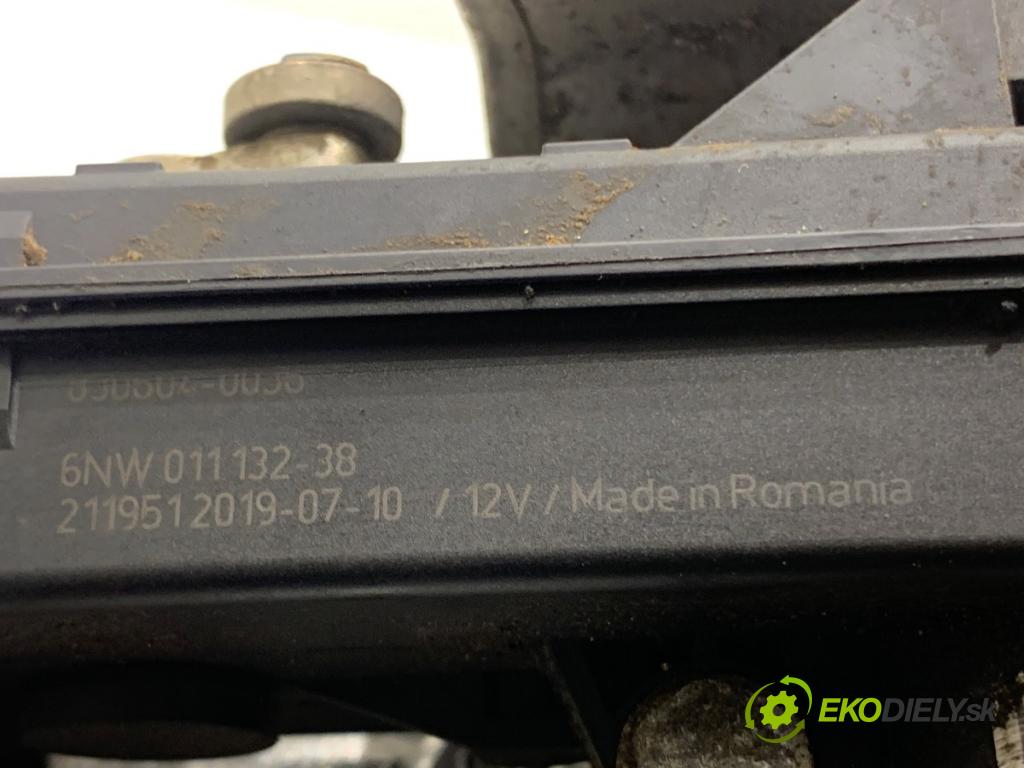 6NW 011 132-38
211951 2019-07-10 / 12V / Made in Romania
EKODIELY.sk